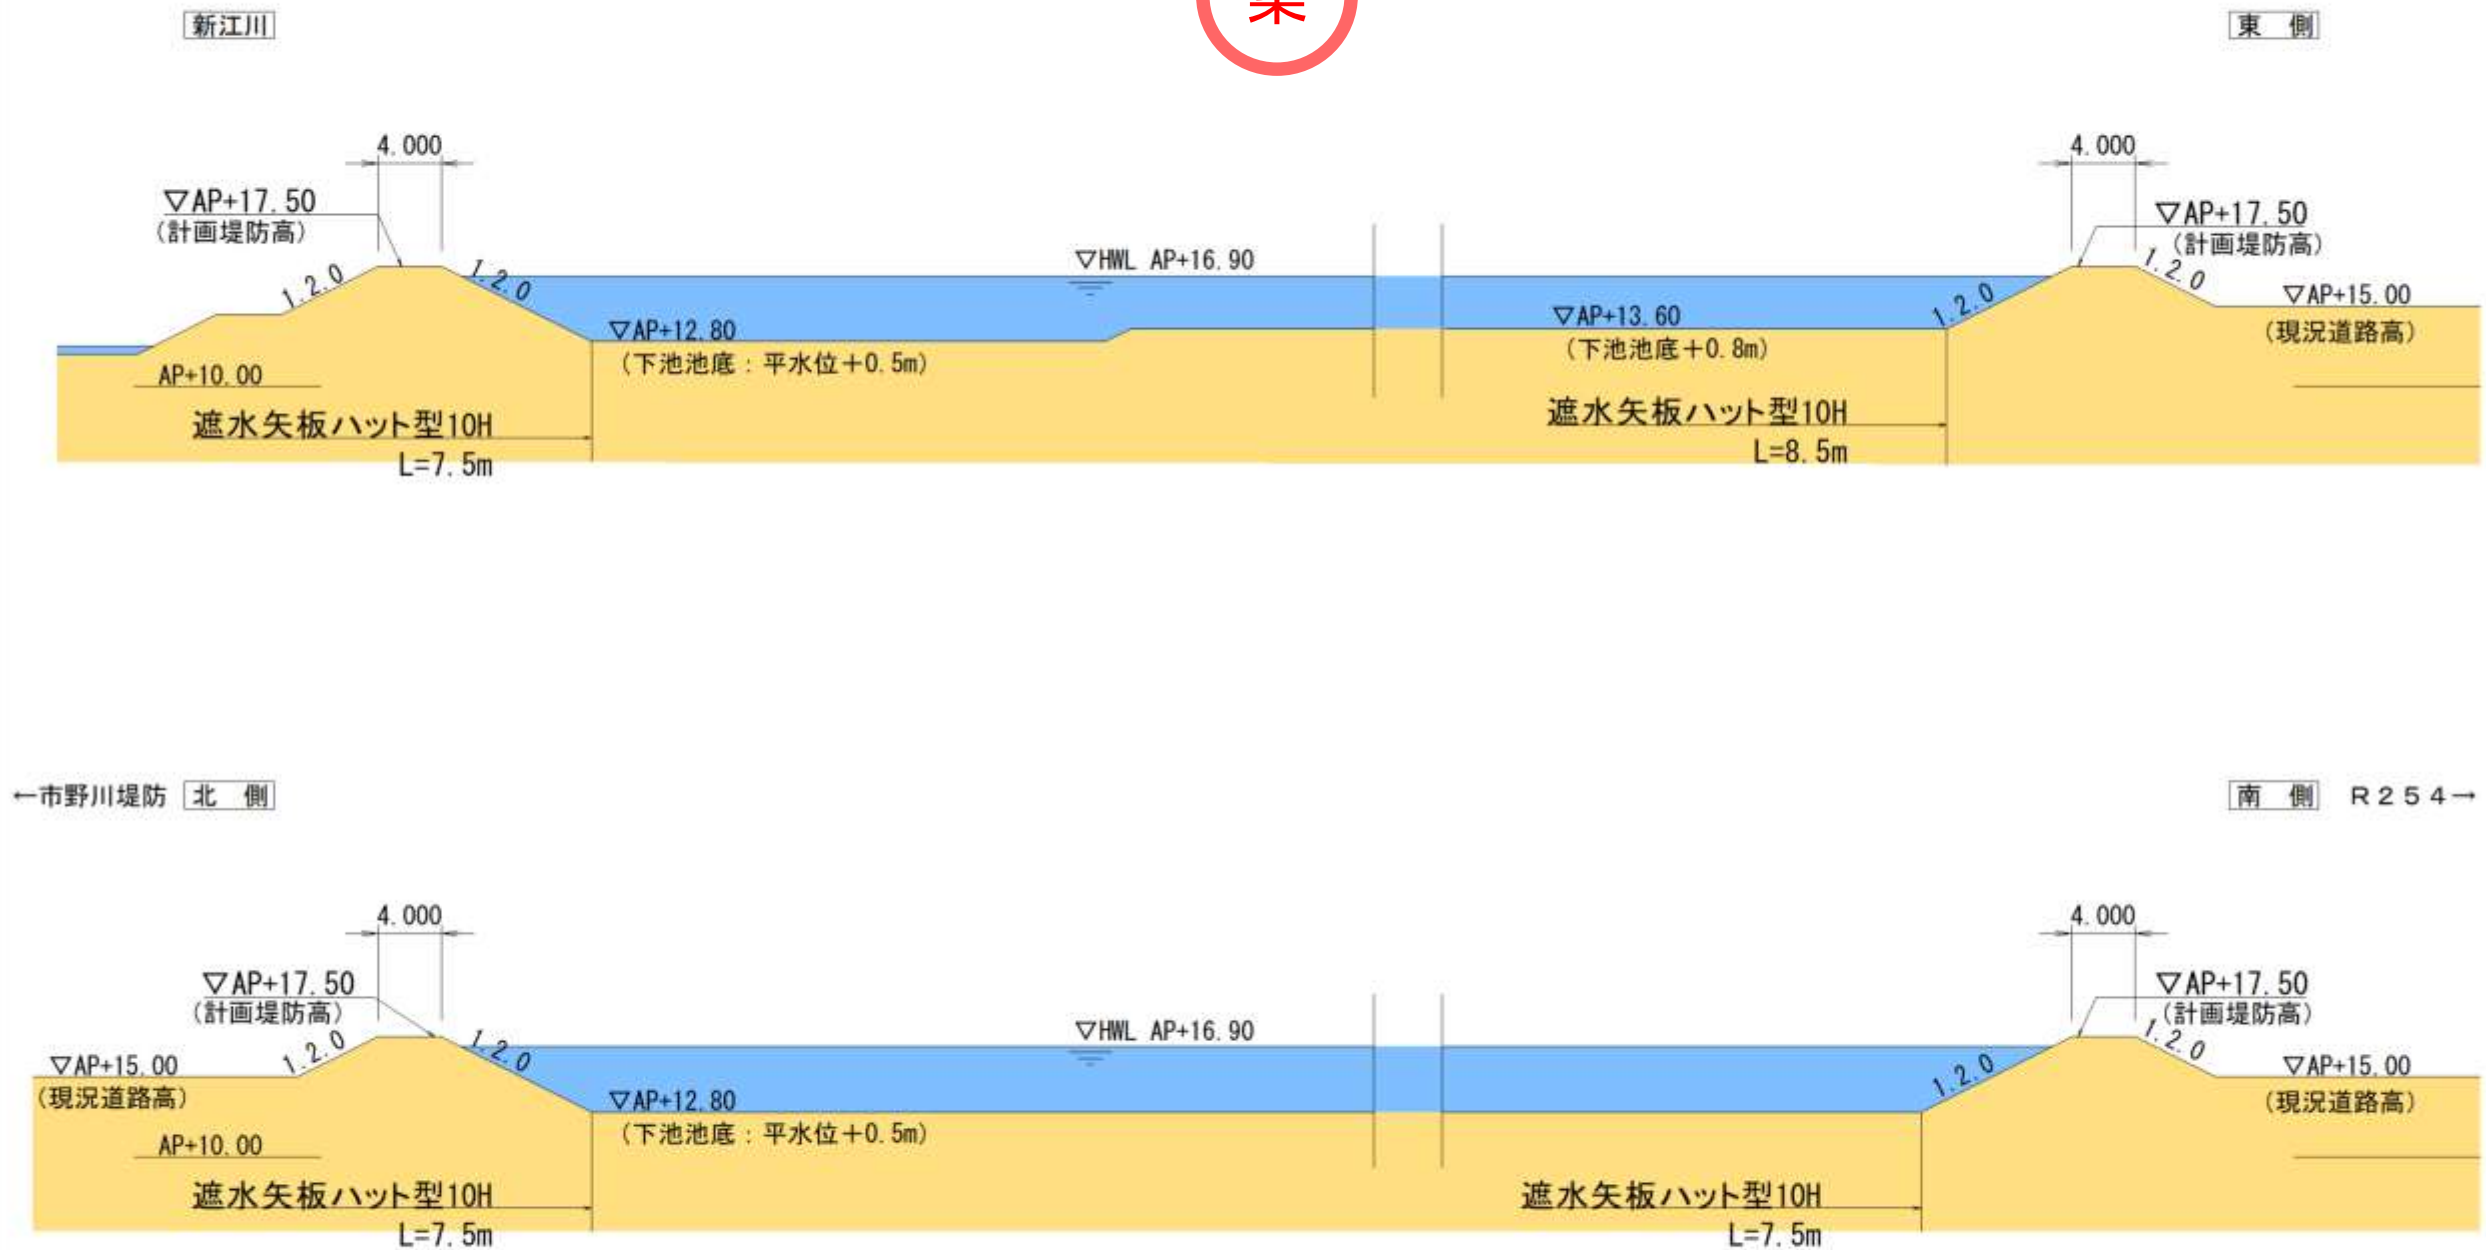 案
新江川
東 側
4.000
4.000
▽AP+17.50
(計画堤防高)
▽AP+17.50
(計画堤防高)
▽HWL AP+16.90
1.2.0
1.2.0
1.2.0
1.2.0
▽AP+12.80
(下池池底:平水位+0.5m)
▽AP+13.60
(下池池底+0.8m)
▽AP+15.00
(現況道路高)
AP+10.00
遮水矢板ハット型10H
L=7.5m
遮水矢板ハット型10H
L=8.5m
←市野川堤防 北 側
南 側 R254→
4.000
4.000
▽AP+17.50
(計画堤防高)
▽AP+17.50
(計画堤防高)
▽HWL AP+16.90
1.2.0
1.2.0
1.2.0
1.2.0
▽AP+15.00
(現況道路高)
▽AP+12.80
(下池池底:平水位+0.5m)
▽AP+15.00
(現況道路高)
AP+10.00
遮水矢板ハット型10H
L=7.5m
遮水矢板ハット型10H
L=7.5m